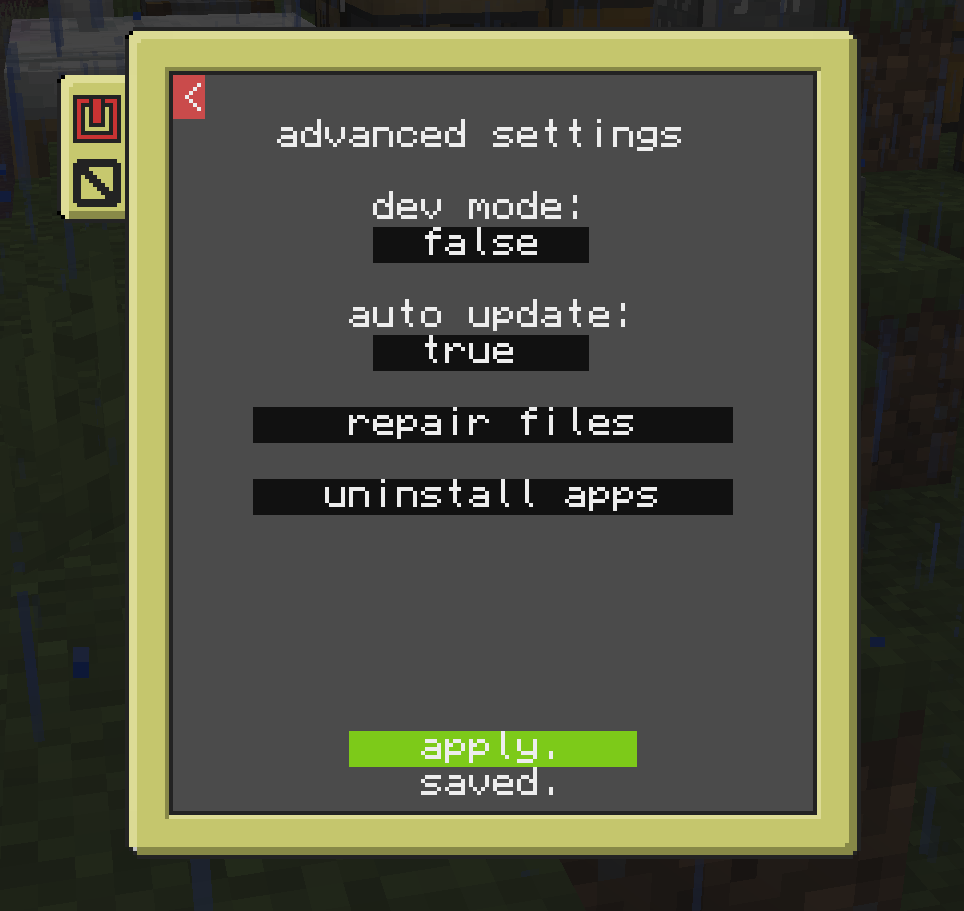 <
advanced settings
dev mode:
false
auto update:
true
repair files
uninstall apps
apply.
saved.